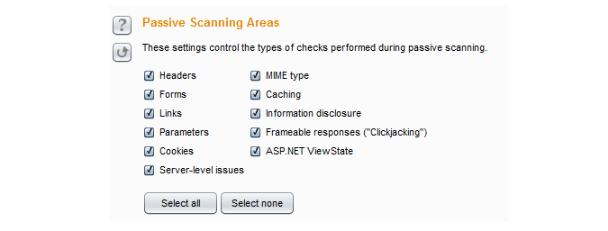 ?
Passive Scanning Areas
These settings control the types of checks performed during passive scanning.
Headers
Forms
Links
Parameters
Cookies
Server-level issues
MIME type
Caching
Information disclosure
Frameable responses ("Clickjacking")
ASP.NET ViewState
Select all
Select none